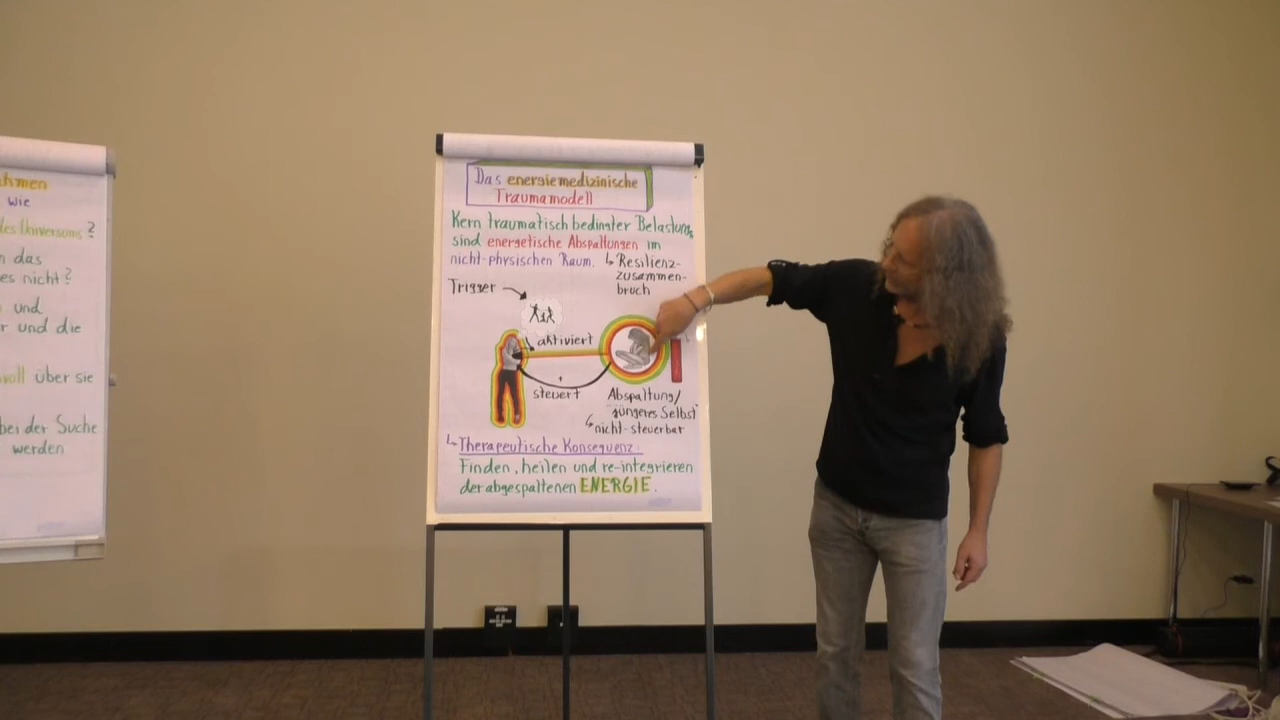 wie
des Universums?
das
es nicht?
und
und die
über sie
bei der Suche
werden
Das energiemedizinische
Traumamodell
Kern traumatisch bedingter Belastung
sind energetische Abspaltungen im
nicht-physischen Raum.
↳ Resilienz-
zusammen-
bruch
Trigger
aktiviert
+
steuert
Abspaltung/
jüngeres Selbst
nicht-steuerbar
↳ Therapeutische Konsequenz:
Finden, heilen und re-integrieren
der abgespaltenen ENERGIE.